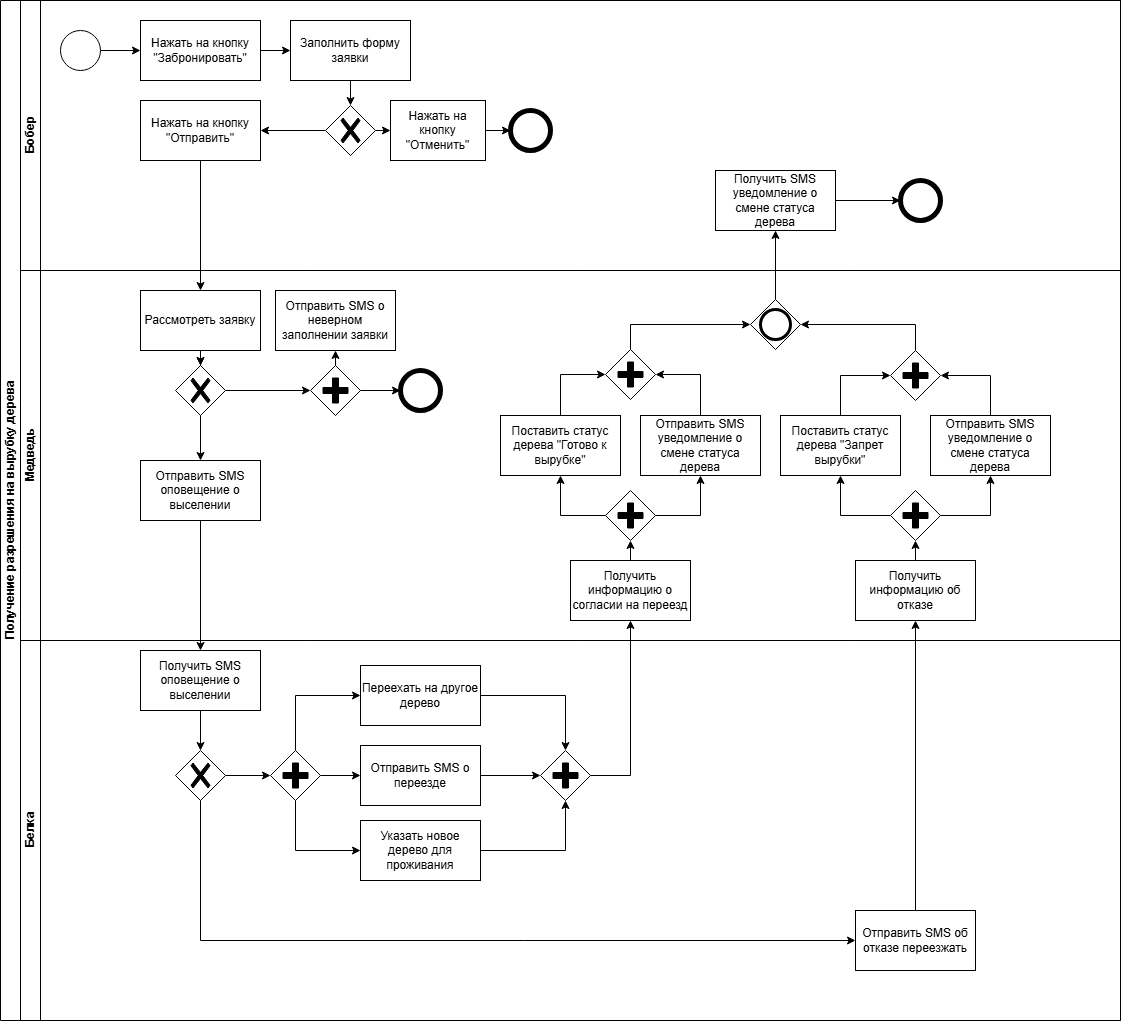 Получение разрешения на вырубку дерева
Бобер
Нажать на кнопку
"Забронировать"
Заполнить форму
заявки
Нажать на кнопку
"Отправить"
Нажать на
кнопку
"Отменить"
Получить SMS
уведомление о
смене статуса
дерева
Медведь
Рассмотреть заявку
Отправить SMS о
неверном
заполнении заявки
Отправить SMS
оповещение о
выселении
Поставить статус
дерева "Готово к
вырубке"
Отправить SMS
уведомление о
смене статуса
дерева
Поставить статус
дерева "Запрет
вырубки"
Отправить SMS
уведомление о
смене статуса
дерева
Получить
информацию о
согласии на переезд
Получить
информацию об
отказе
Белка
Получить SMS
оповещение о
выселении
Переехать на другое
дерево
Отправить SMS о
переезде
Указать новое
дерево для
проживания
Отправить SMS об
отказе переезжать